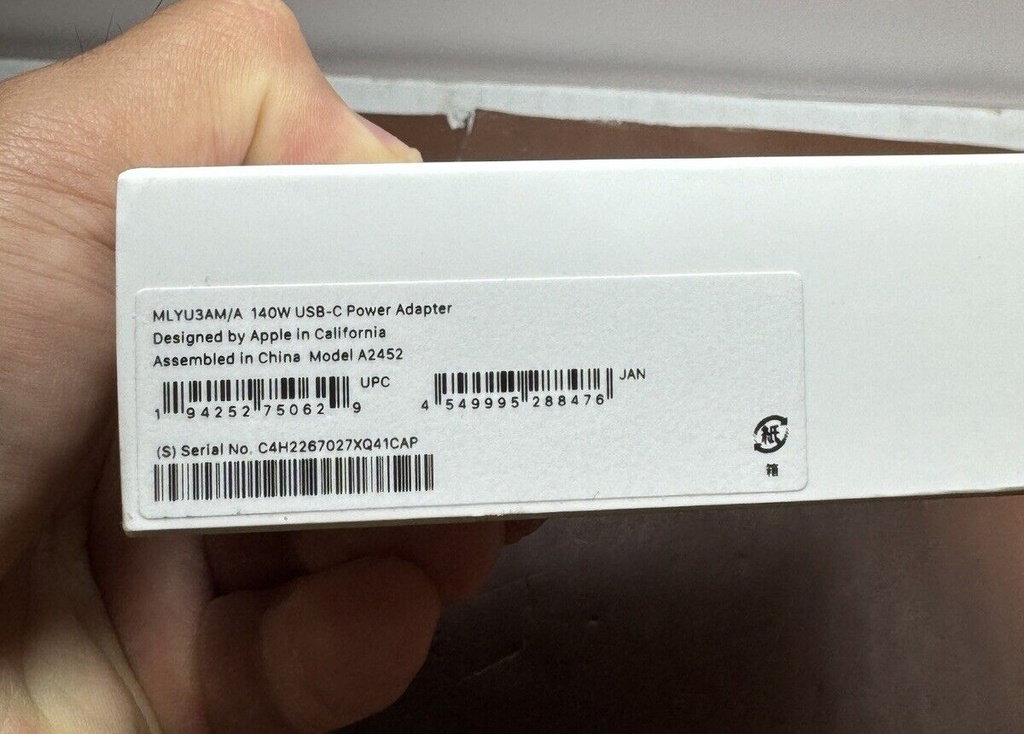 MLYU3AM/A 140W USB-C Power Adapter
Designed by Apple in California
Assembled in China Model A2452
UPC
1 94252 75062 9
JAN
4 549995 288476
(S) Serial No. C4H2267027XQ41CAP
紙
箱